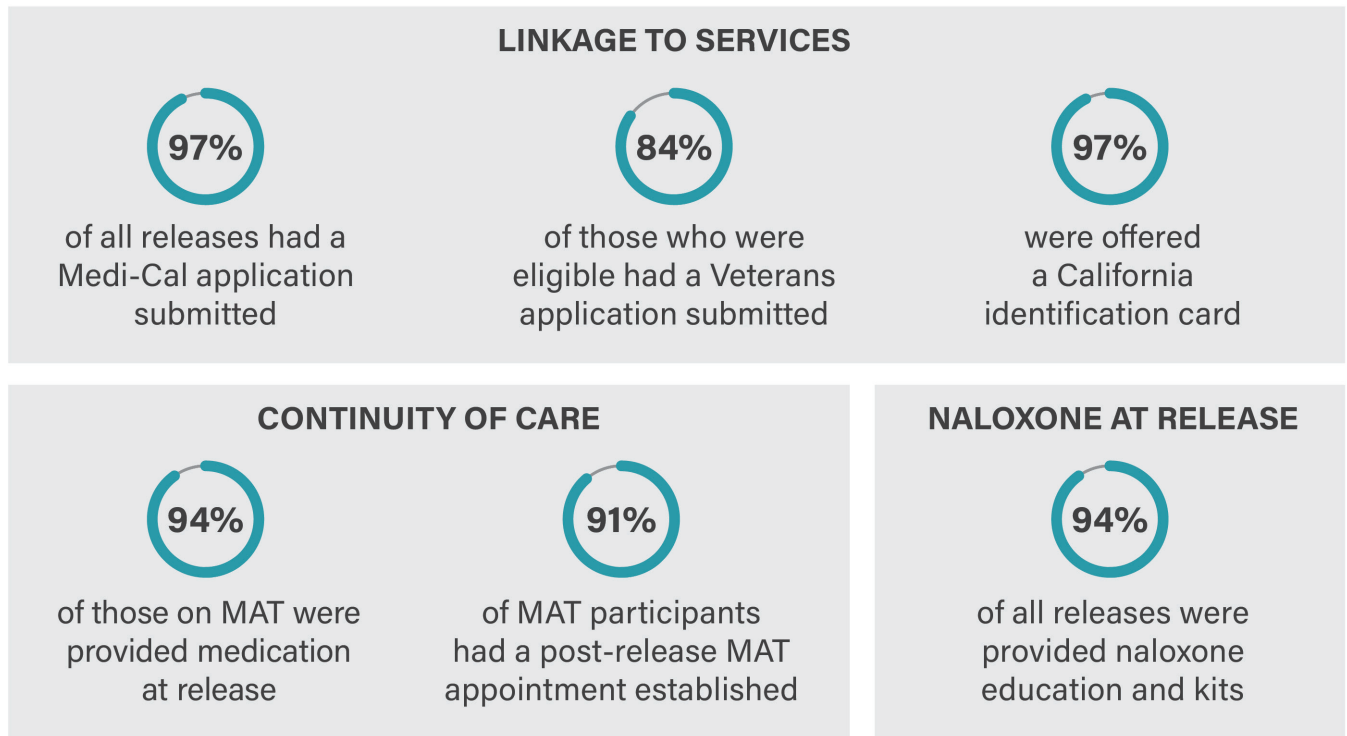 LINKAGE TO SERVICES
97%
of all releases had a
Medi-Cal application
submitted
84%
of those who were
eligible had a Veterans
application submitted
97%
were offered
a California
identification card
CONTINUITY OF CARE
94%
of those on MAT were
provided medication
at release
91%
of MAT participants
had a post-release MAT
appointment established
NALOXONE AT RELEASE
94%
of all releases were
provided naloxone
education and kits